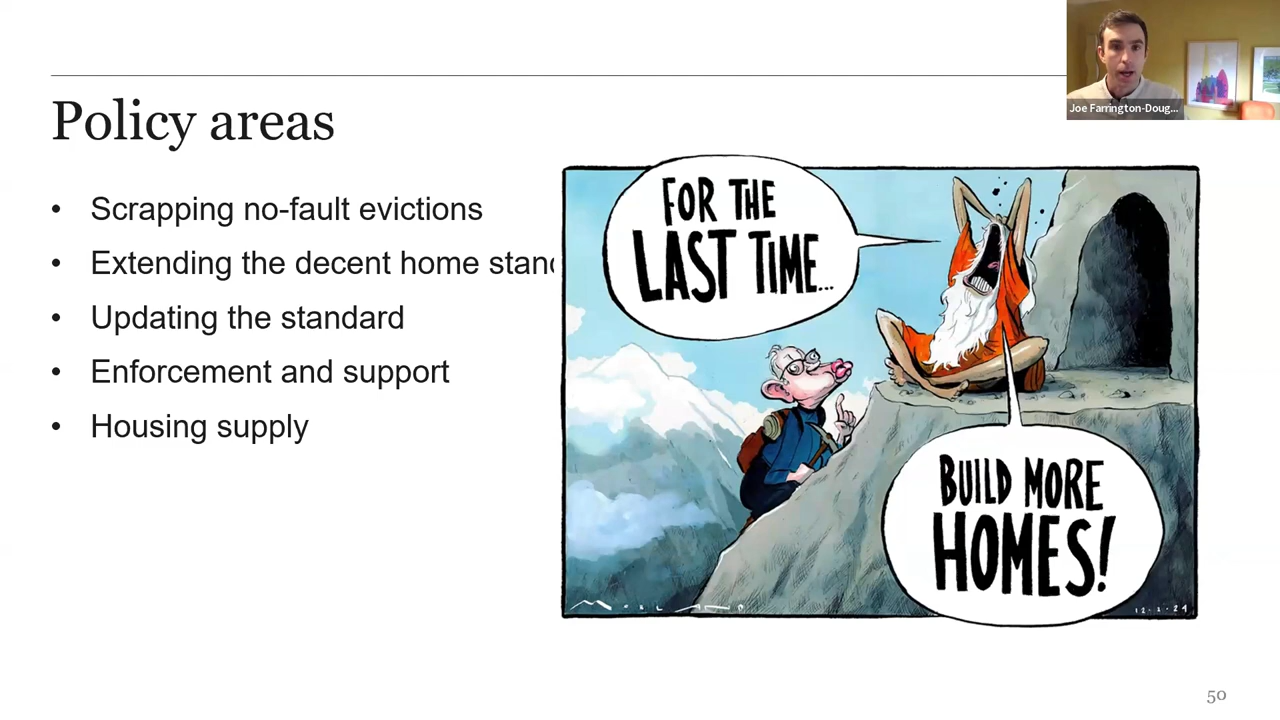 Joe Farrington-Doug...
Policy areas
• Scrapping no-fault evictions
• Extending the decent home stand
• Updating the standard
• Enforcement and support
• Housing supply
FOR THE
LAST TIME...
BUILD MORE
HOMES!
MORLAND
12·1·24
50